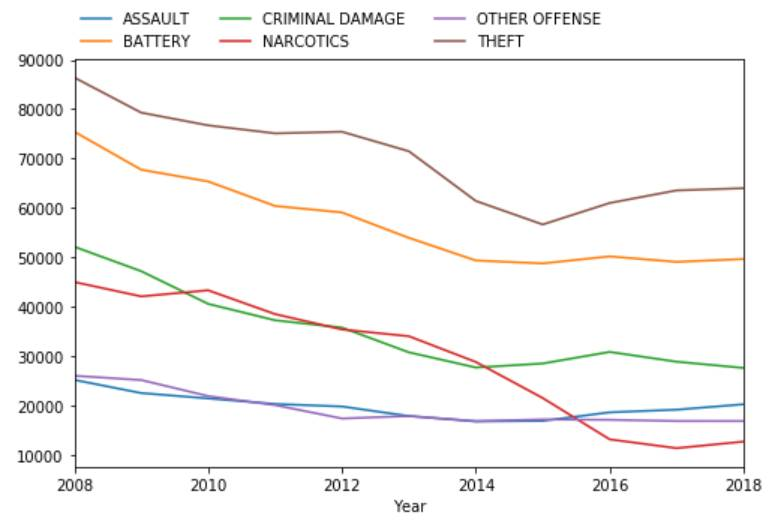 ASSAULT CRIMINAL DAMAGE OTHER OFFENSE
BATTERY NARCOTICS THEFT
90000
80000
70000
60000
50000
40000
30000
20000
10000
2008 2010 2012 2014 2016 2018
Year